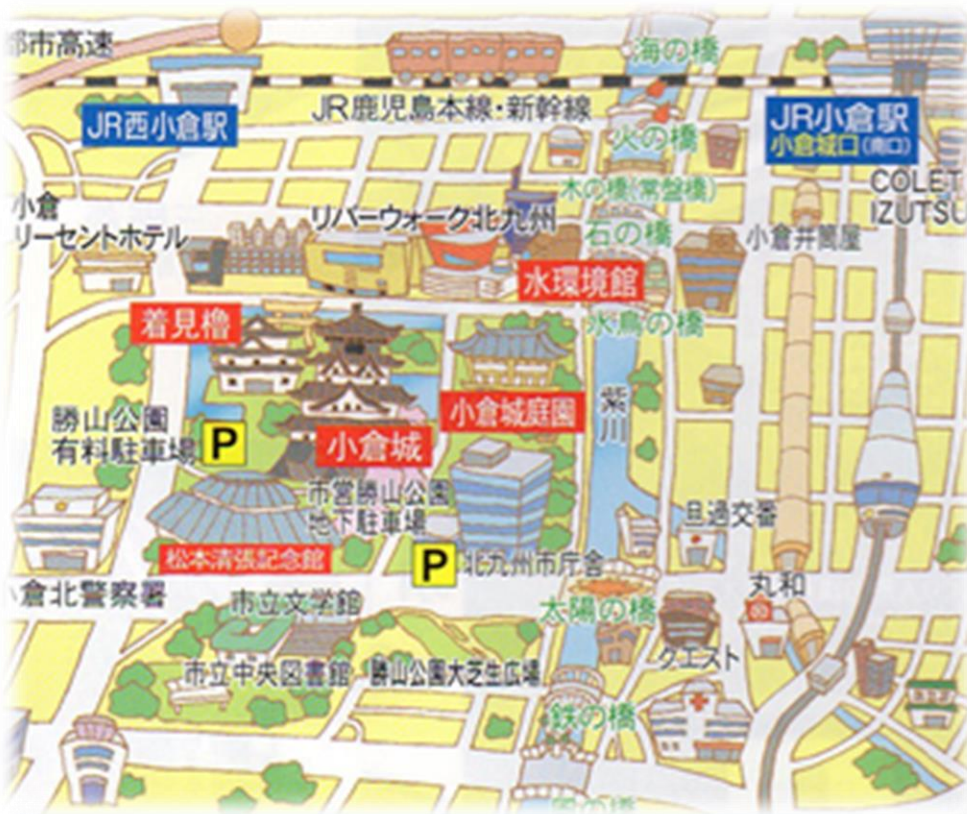 都市高速
海の橋
JR西小倉駅
JR鹿児島本線・新幹線
JR小倉駅
小倉城口(南口)
火の橋
木の橋(常盤橋)
COLET
IZUTSU
小倉
リーセントホテル
リバーウォーク北九州
石の橋
小倉井筒屋
水環境館
着見櫓
水鳥の橋
勝山公園
有料駐車場
P
小倉城
小倉城庭園
紫川
市営勝山公園
地下駐車場
旦過交番
松本清張記念館
P
北九州市庁舎
倉北警察署
市立文学館
太陽の橋
丸和
クエスト
市立中央図書館
勝山公園大芝生広場
鉄の橋